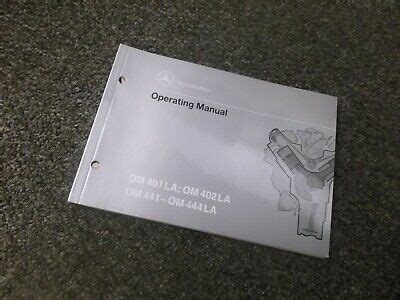 Operating Manual
OM 401 LA; OM 402 LA
OM 441 – OM 444 LA